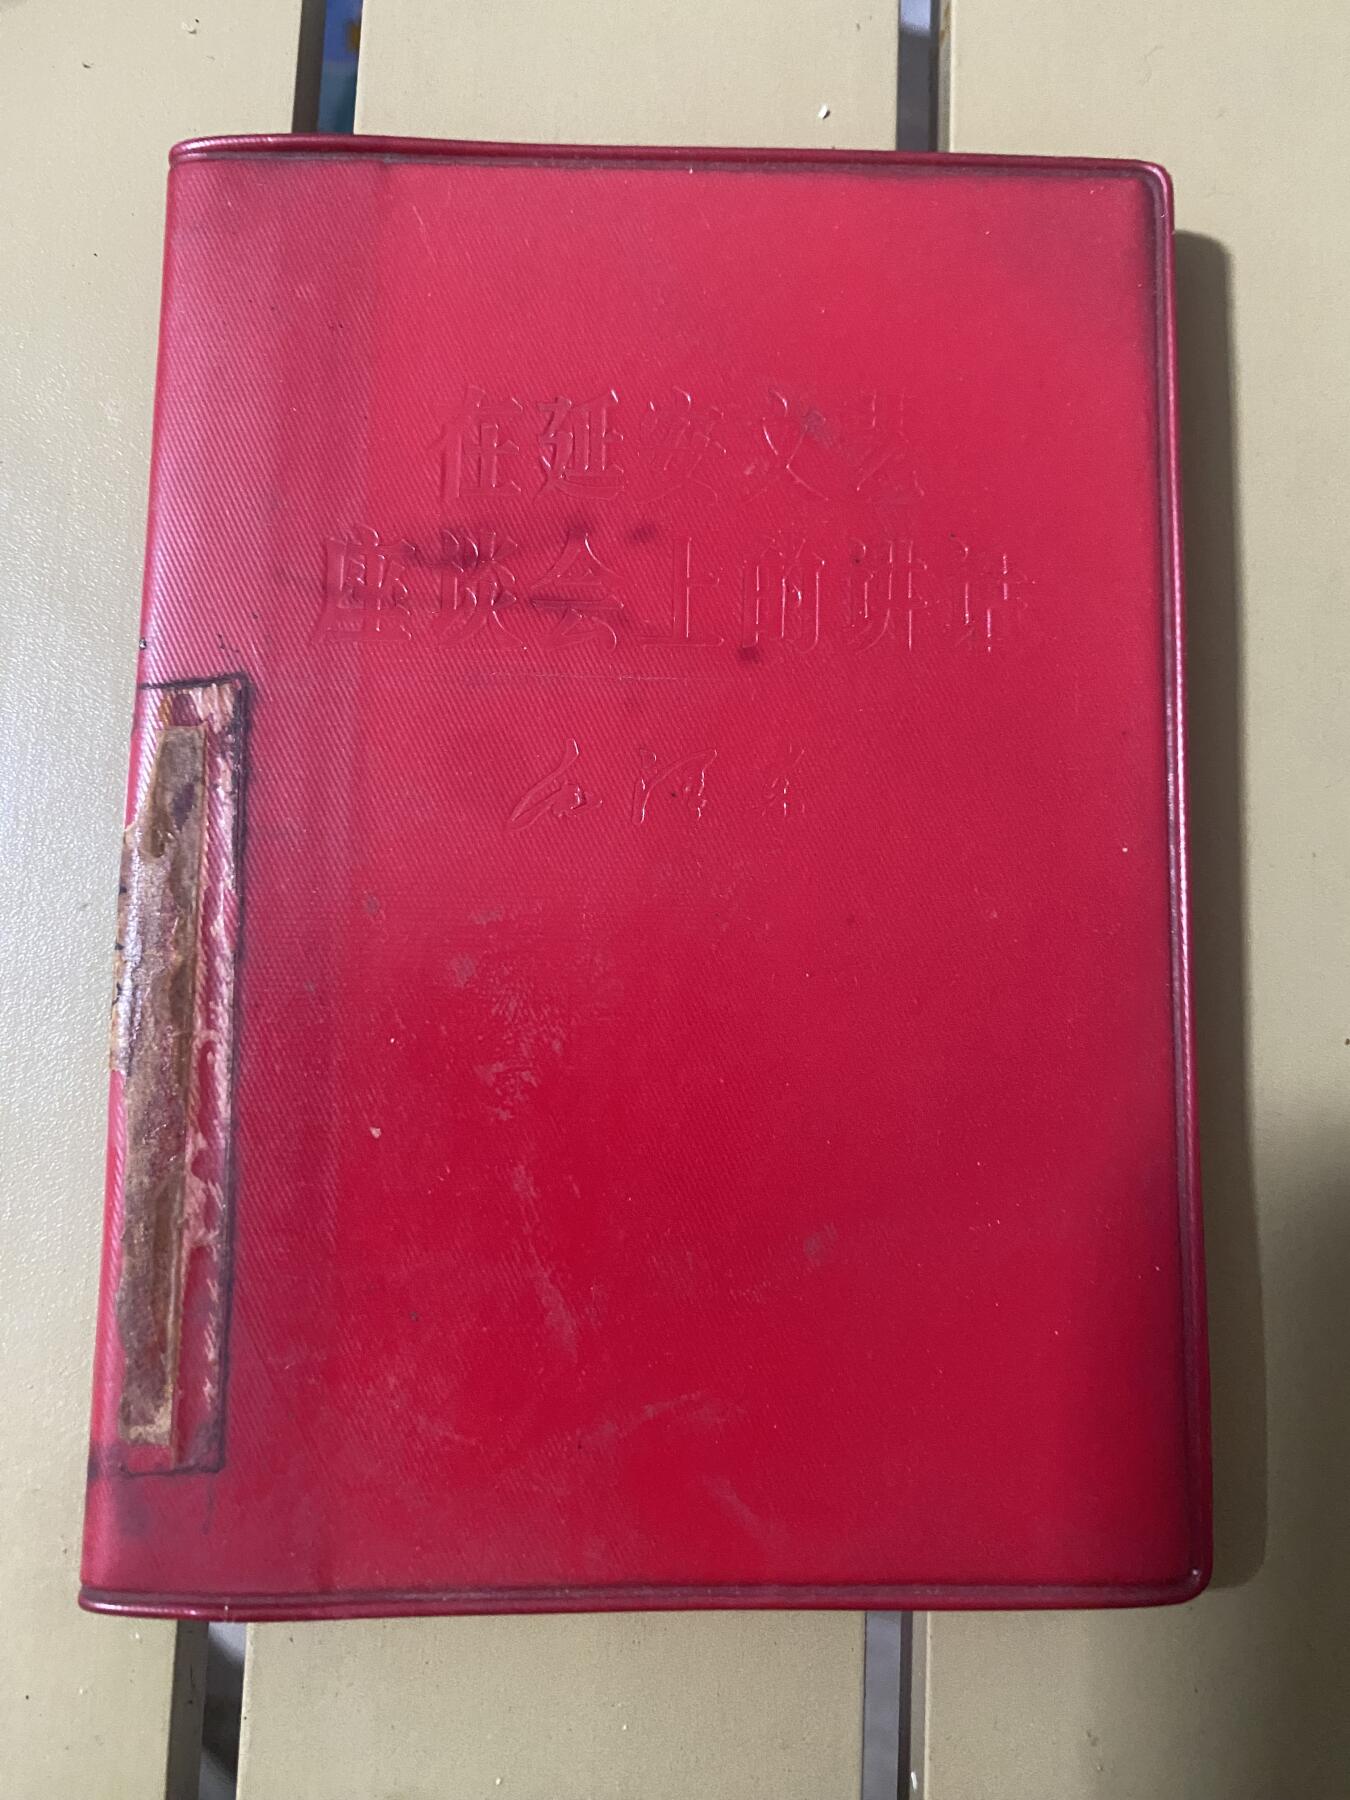 在延安文艺
座谈会上的讲话
毛泽东